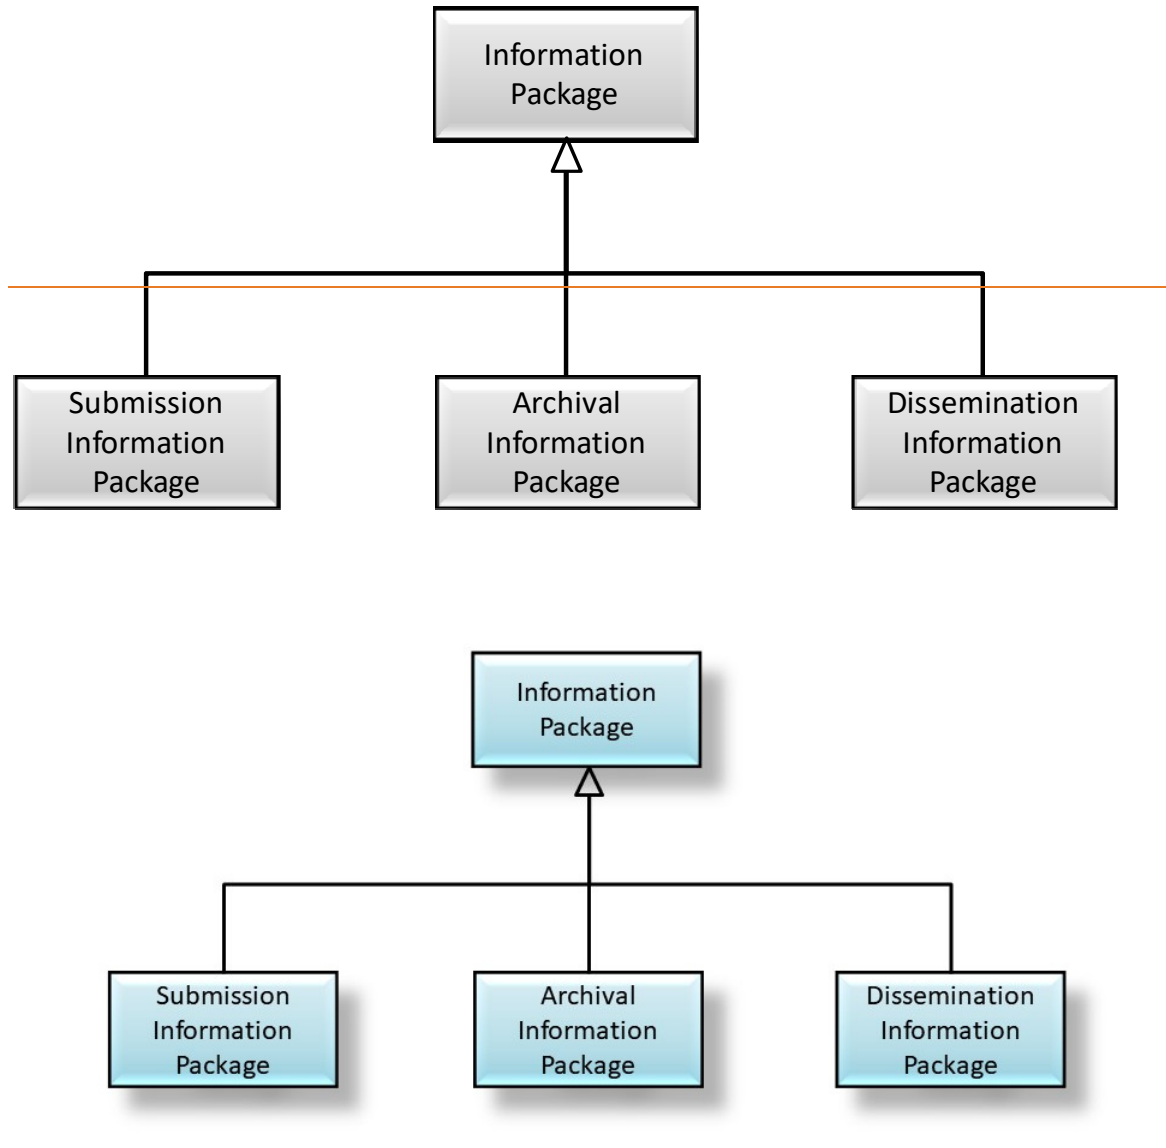 Information
Package
Submission
Information
Package
Archival
Information
Package
Dissemination
Information
Package
Information
Package
Submission
Information
Package
Archival
Information
Package
Dissemination
Information
Package